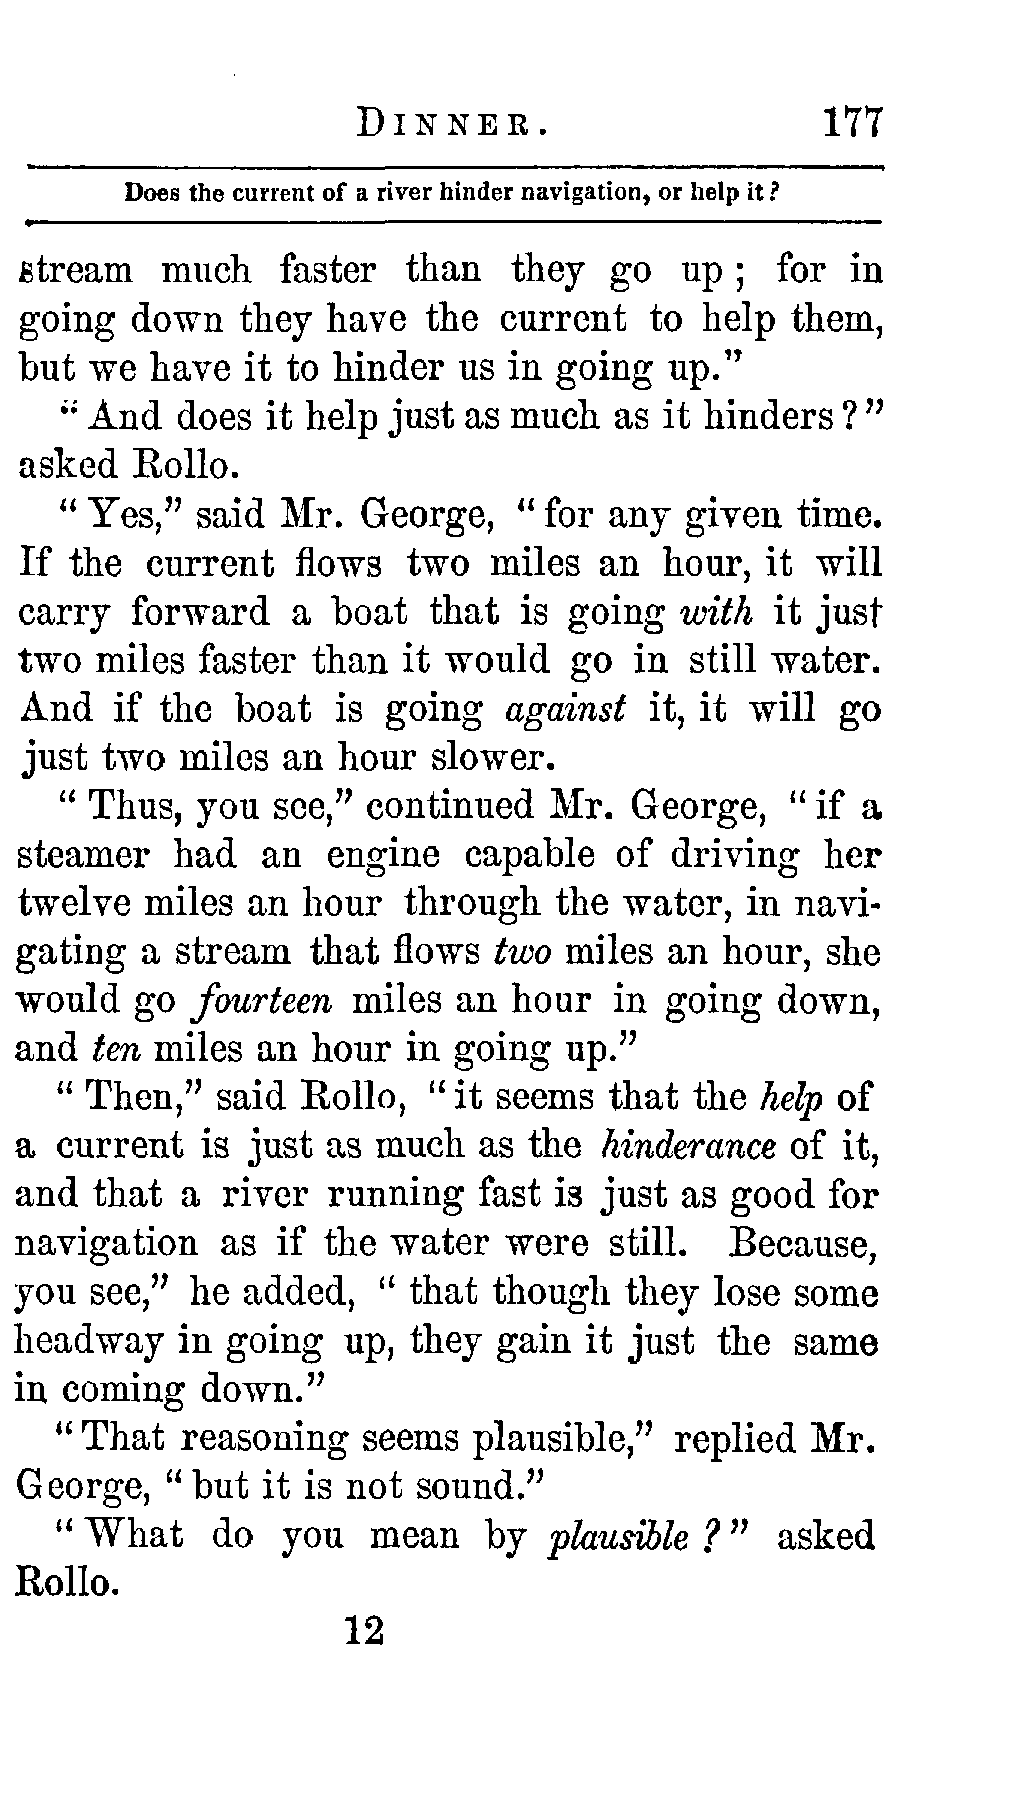 DINNER. 177
Does the current of a river hinder navigation, or help it?
stream much faster than they go up; for in
going down they have the current to help them,
but we have it to hinder us in going up."
"And does it help just as much as it hinders?"
asked Rollo.
"Yes," said Mr. George, "for any given time.
If the current flows two miles an hour, it will
carry forward a boat that is going with it just
two miles faster than it would go in still water.
And if the boat is going against it, it will go
just two miles an hour slower.
"Thus, you see," continued Mr. George, "if a
steamer had an engine capable of driving her
twelve miles an hour through the water, in navi-
gating a stream that flows two miles an hour, she
would go fourteen miles an hour in going down,
and ten miles an hour in going up."
"Then," said Rollo, "it seems that the help of
a current is just as much as the hinderance of it,
and that a river running fast is just as good for
navigation as if the water were still. Because,
you see," he added, "that though they lose some
headway in going up, they gain it just the same
in coming down."
"That reasoning seems plausible," replied Mr.
George, "but it is not sound."
"What do you mean by plausible?" asked
Rollo.
12